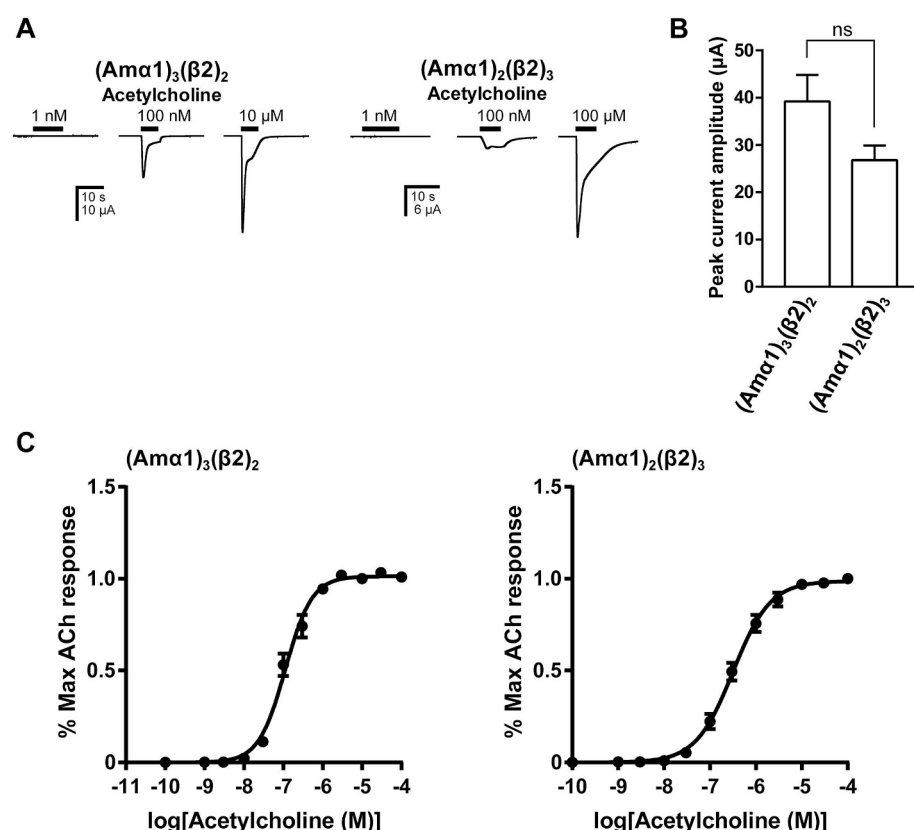 A
(Amα1)₃(β2)₂
Acetylcholine
1 nM 100 nM 10 μM
10 s
10 μA
(Amα1)₂(β2)₃
Acetylcholine
1 nM 100 nM 100 μM
10 s
6 μA
B
ns
50
40
30
20
10
0
Peak current amplitude (μA)
(Amα1)₃(β2)₂
(Amα1)₂(β2)₃
C
(Amα1)₃(β2)₂
1.5
1.0
0.5
0
% Max ACh response
-11 -10 -9 -8 -7 -6 -5 -4
log[Acetylcholine (M)]
(Amα1)₂(β2)₃
1.5
1.0
0.5
0
% Max ACh response
-10 -9 -8 -7 -6 -5 -4
log[Acetylcholine (M)]